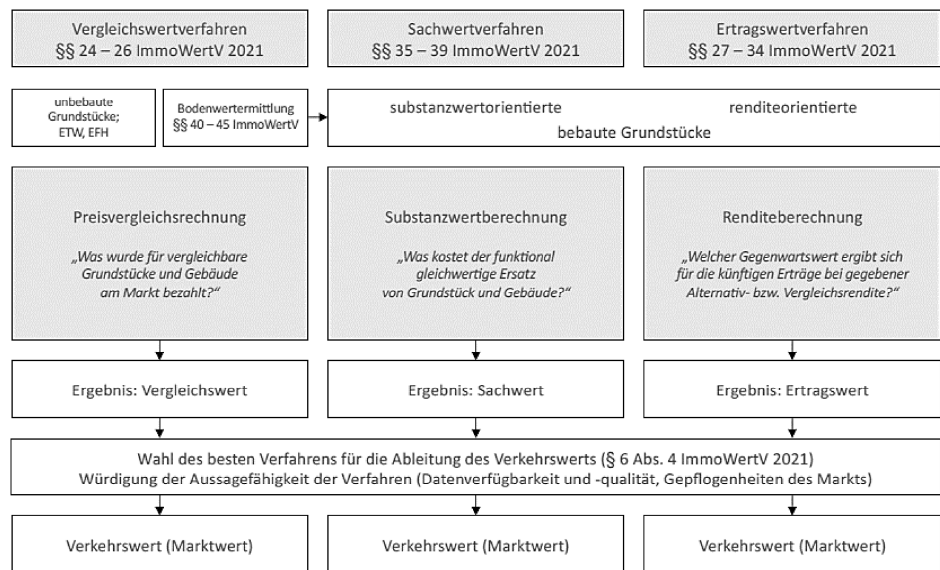 Vergleichswertverfahren
§§ 24 – 26 ImmoWertV 2021
Sachwertverfahren
§§ 35 – 39 ImmoWertV 2021
Ertragswertverfahren
§§ 27 – 34 ImmoWertV 2021
unbebaute
Grundstücke;
ETW, EFH
Bodenwertermittlung
§§ 40 – 45 ImmoWertV
substanzwertorientierte
renditeorientierte
bebaute Grundstücke
Preisvergleichsrechnung
„Was wurde für vergleichbare
Grundstücke und Gebäude
am Markt bezahlt?“
Substanzwertberechnung
„Was kostet der funktional
gleichwertige Ersatz
von Grundstück und Gebäude?“
Renditeberechnung
„Welcher Gegenwartswert ergibt sich
für die künftigen Erträge bei gegebener
Alternativ- bzw. Vergleichsrendite?“
Ergebnis: Vergleichswert
Ergebnis: Sachwert
Ergebnis: Ertragswert
Wahl des besten Verfahrens für die Ableitung des Verkehrswerts (§ 6 Abs. 4 ImmoWertV 2021)
Würdigung der Aussagefähigkeit der Verfahren (Datenverfügbarkeit und -qualität, Gepflogenheiten des Markts)
Verkehrswert (Marktwert)
Verkehrswert (Marktwert)
Verkehrswert (Marktwert)